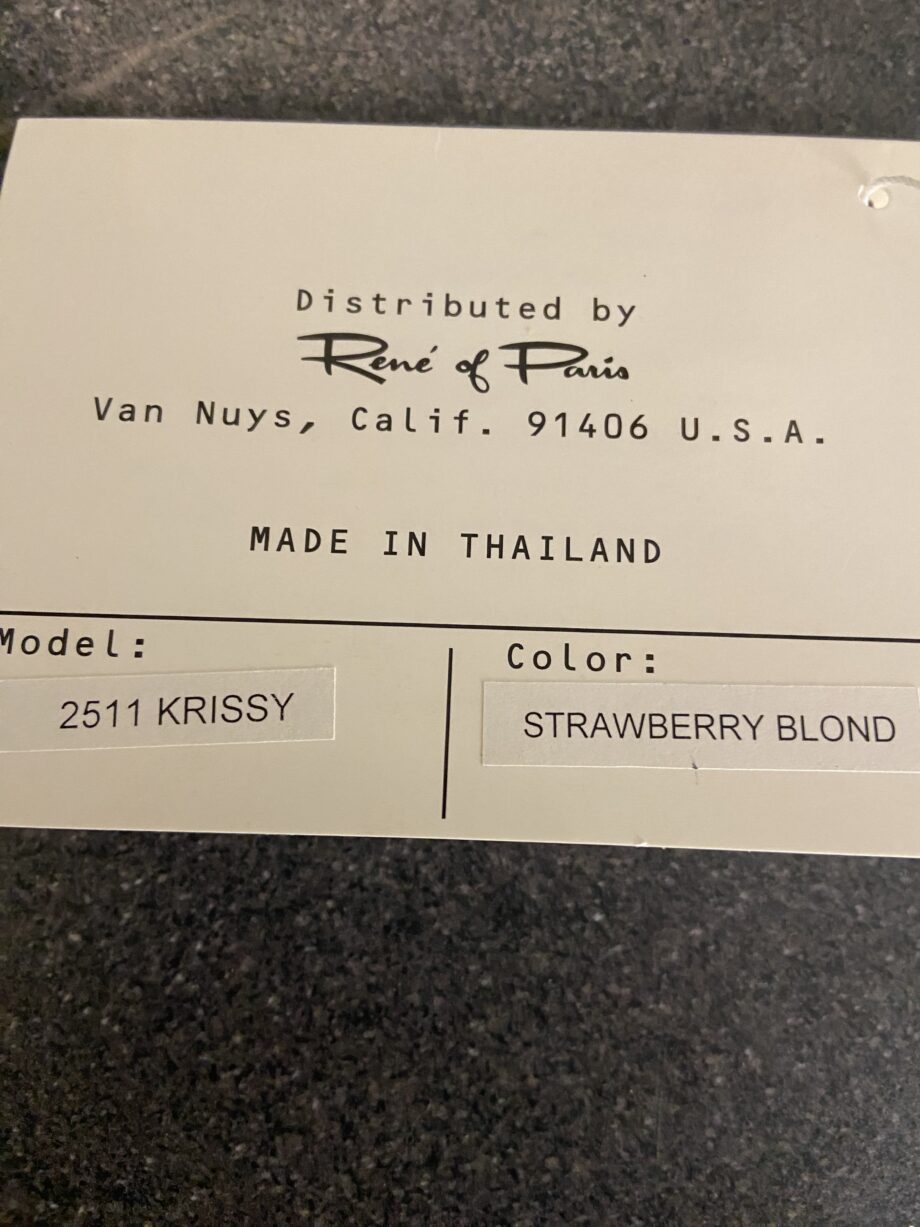 Distributed by
René of Paris
Van Nuys, Calif. 91406 U.S.A.
MADE IN THAILAND
Model:
2511 KRISSY
Color:
STRAWBERRY BLOND